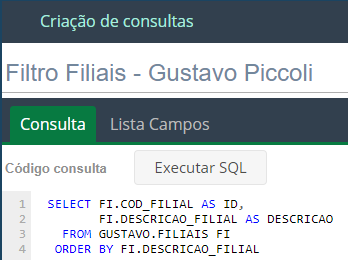 Criação de consultas
Filtro Filiais - Gustavo Piccoli
Consulta Lista Campos
Código consulta Executar SQL
1 SELECT FI.COD_FILIAL AS ID,
2 FI.DESCRICAO_FILIAL AS DESCRICAO
3 FROM GUSTAVO.FILIAIS FI
4 ORDER BY FI.DESCRICAO_FILIAL